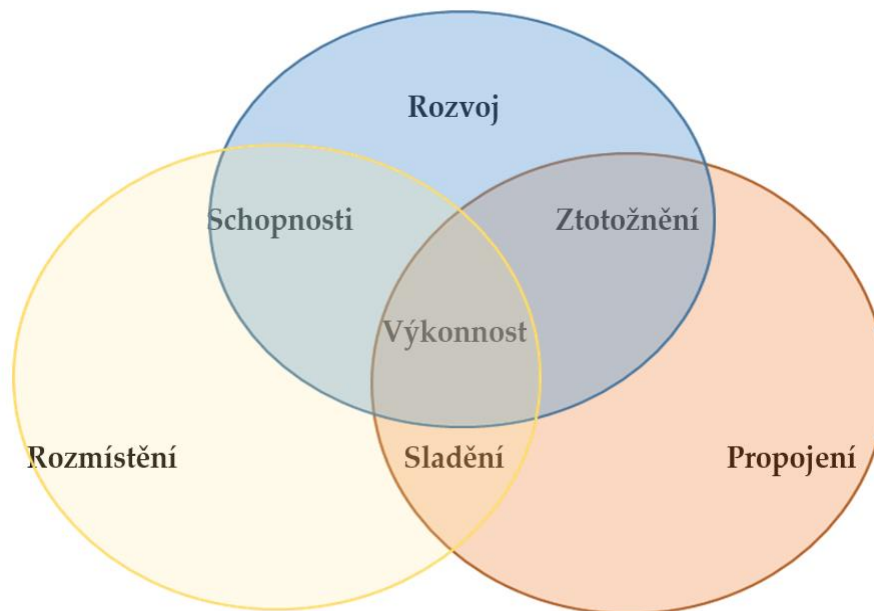 Rozvoj
Schopnosti
Ztotožnění
Výkonnost
Rozmístění
Sladění
Propojení